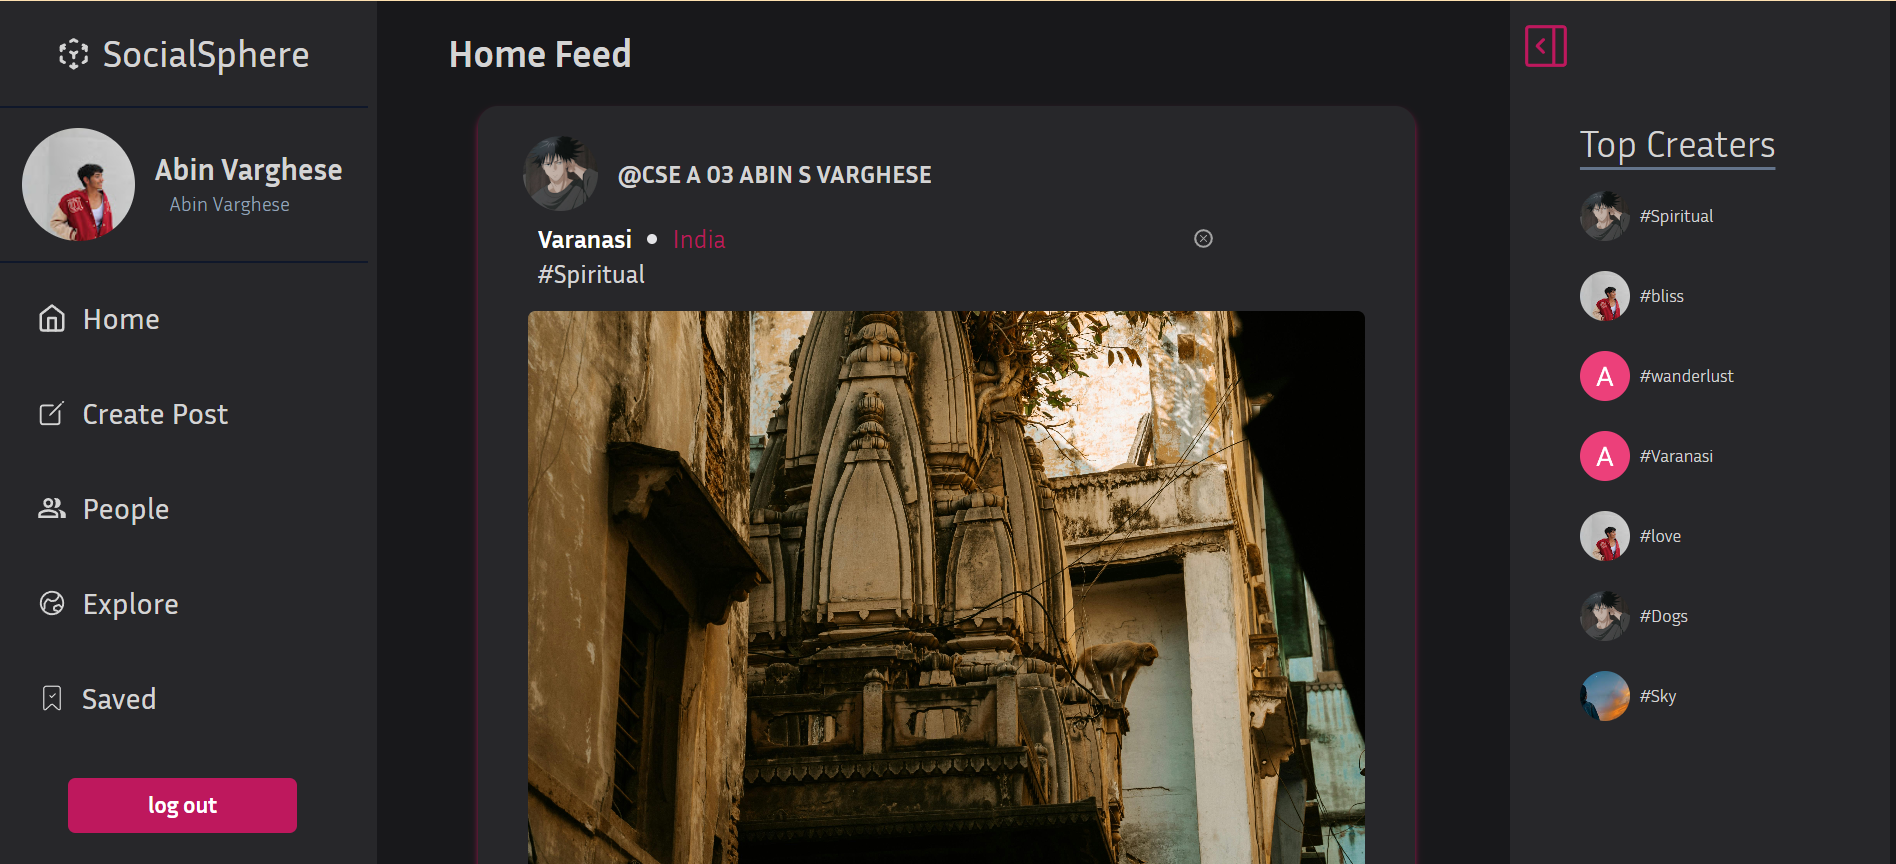 SocialSphere
Abin Varghese
Abin Varghese
Home
Create Post
People
Explore
Saved
log out
Home Feed
@CSE A 03 ABIN S VARGHESE
Varanasi • India
#Spiritual
Top Creaters
#Spiritual
#bliss
A #wanderlust
A #Varanasi
#love
#Dogs
#Sky